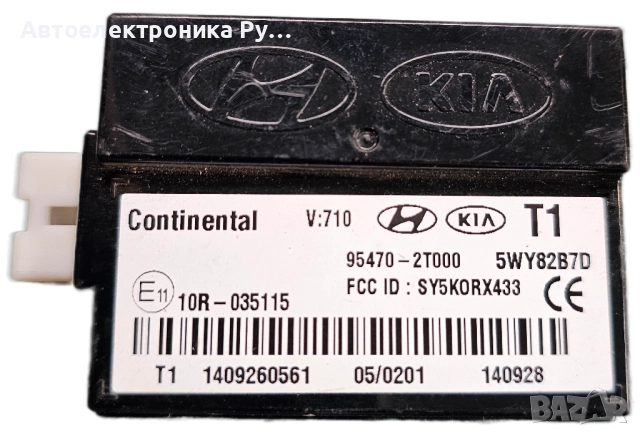 Автоелектроника Ру...
KIA
Continental V:710 KIA T1
95470-2T000 5WY82B7D
E11 10R-035115 FCC ID : SY5KORX433 CE
T1 1409260561 05/0201 140928
BAZAR